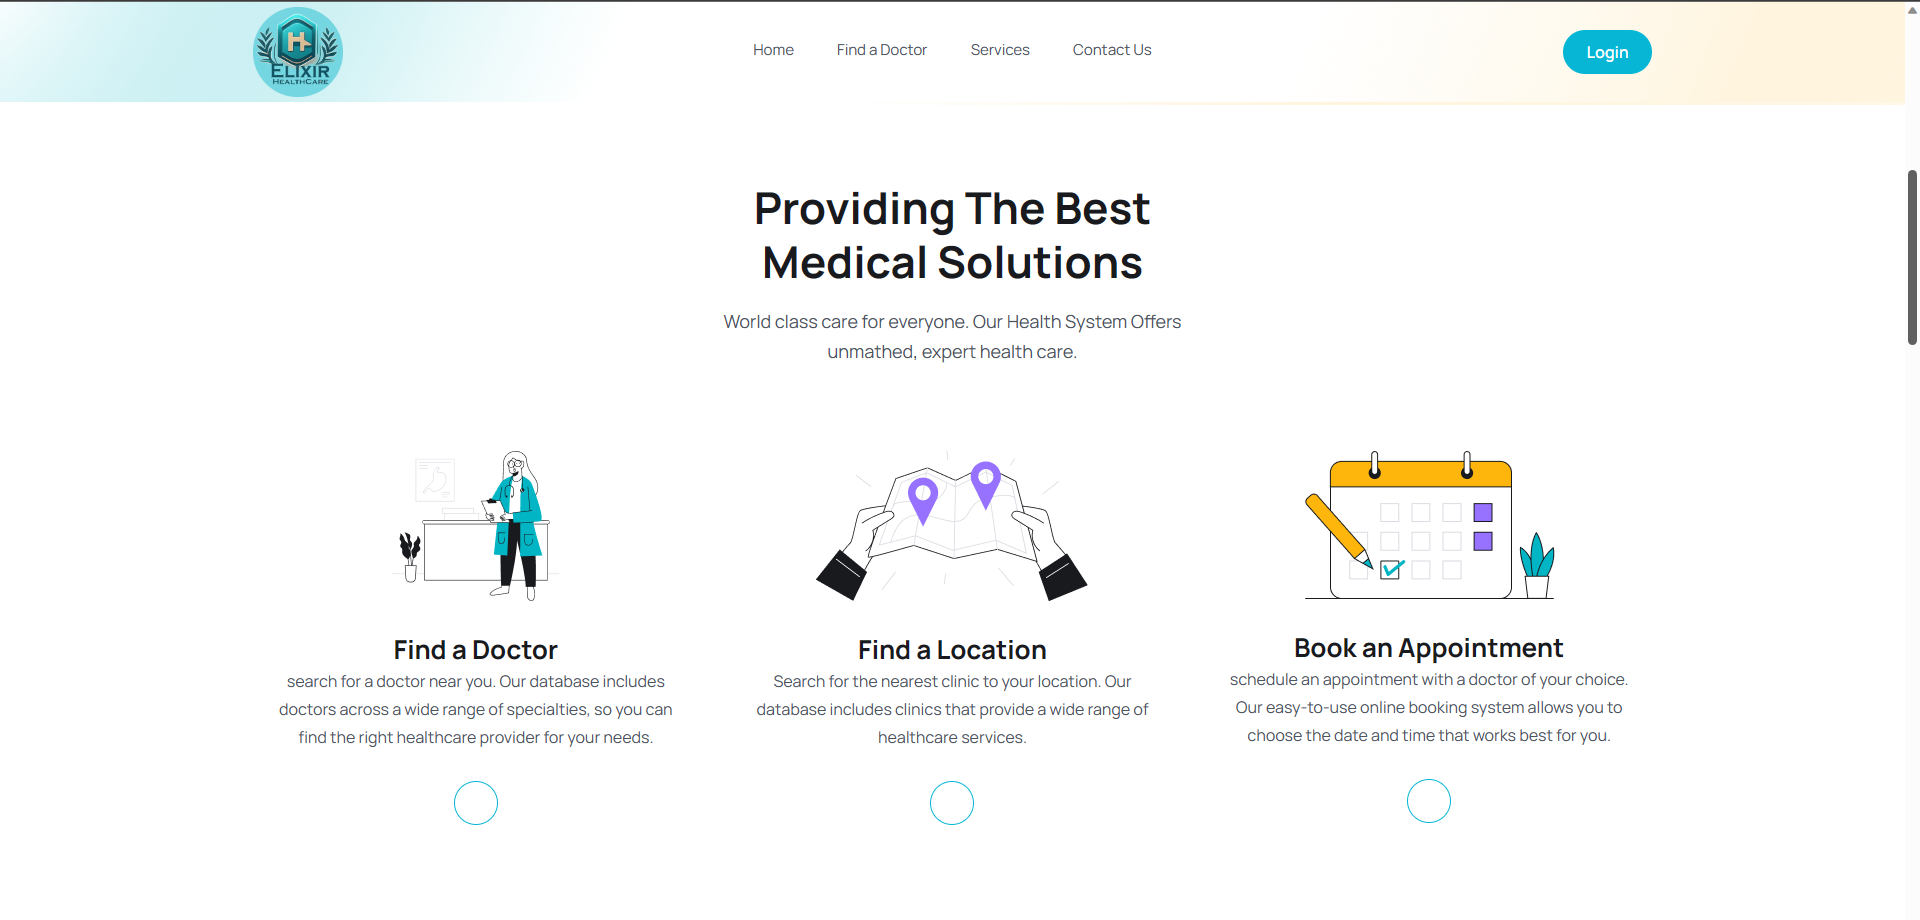 H
ELIXIR
HEALTHCARE
Home Find a Doctor Services Contact Us
Login
Providing The Best
Medical Solutions
World class care for everyone. Our Health System Offers
unmathed, expert health care.
Find a Doctor
search for a doctor near you. Our database includes
doctors across a wide range of specialties, so you can
find the right healthcare provider for your needs.
Find a Location
Search for the nearest clinic to your location. Our
database includes clinics that provide a wide range of
healthcare services.
Book an Appointment
schedule an appointment with a doctor of your choice.
Our easy-to-use online booking system allows you to
choose the date and time that works best for you.